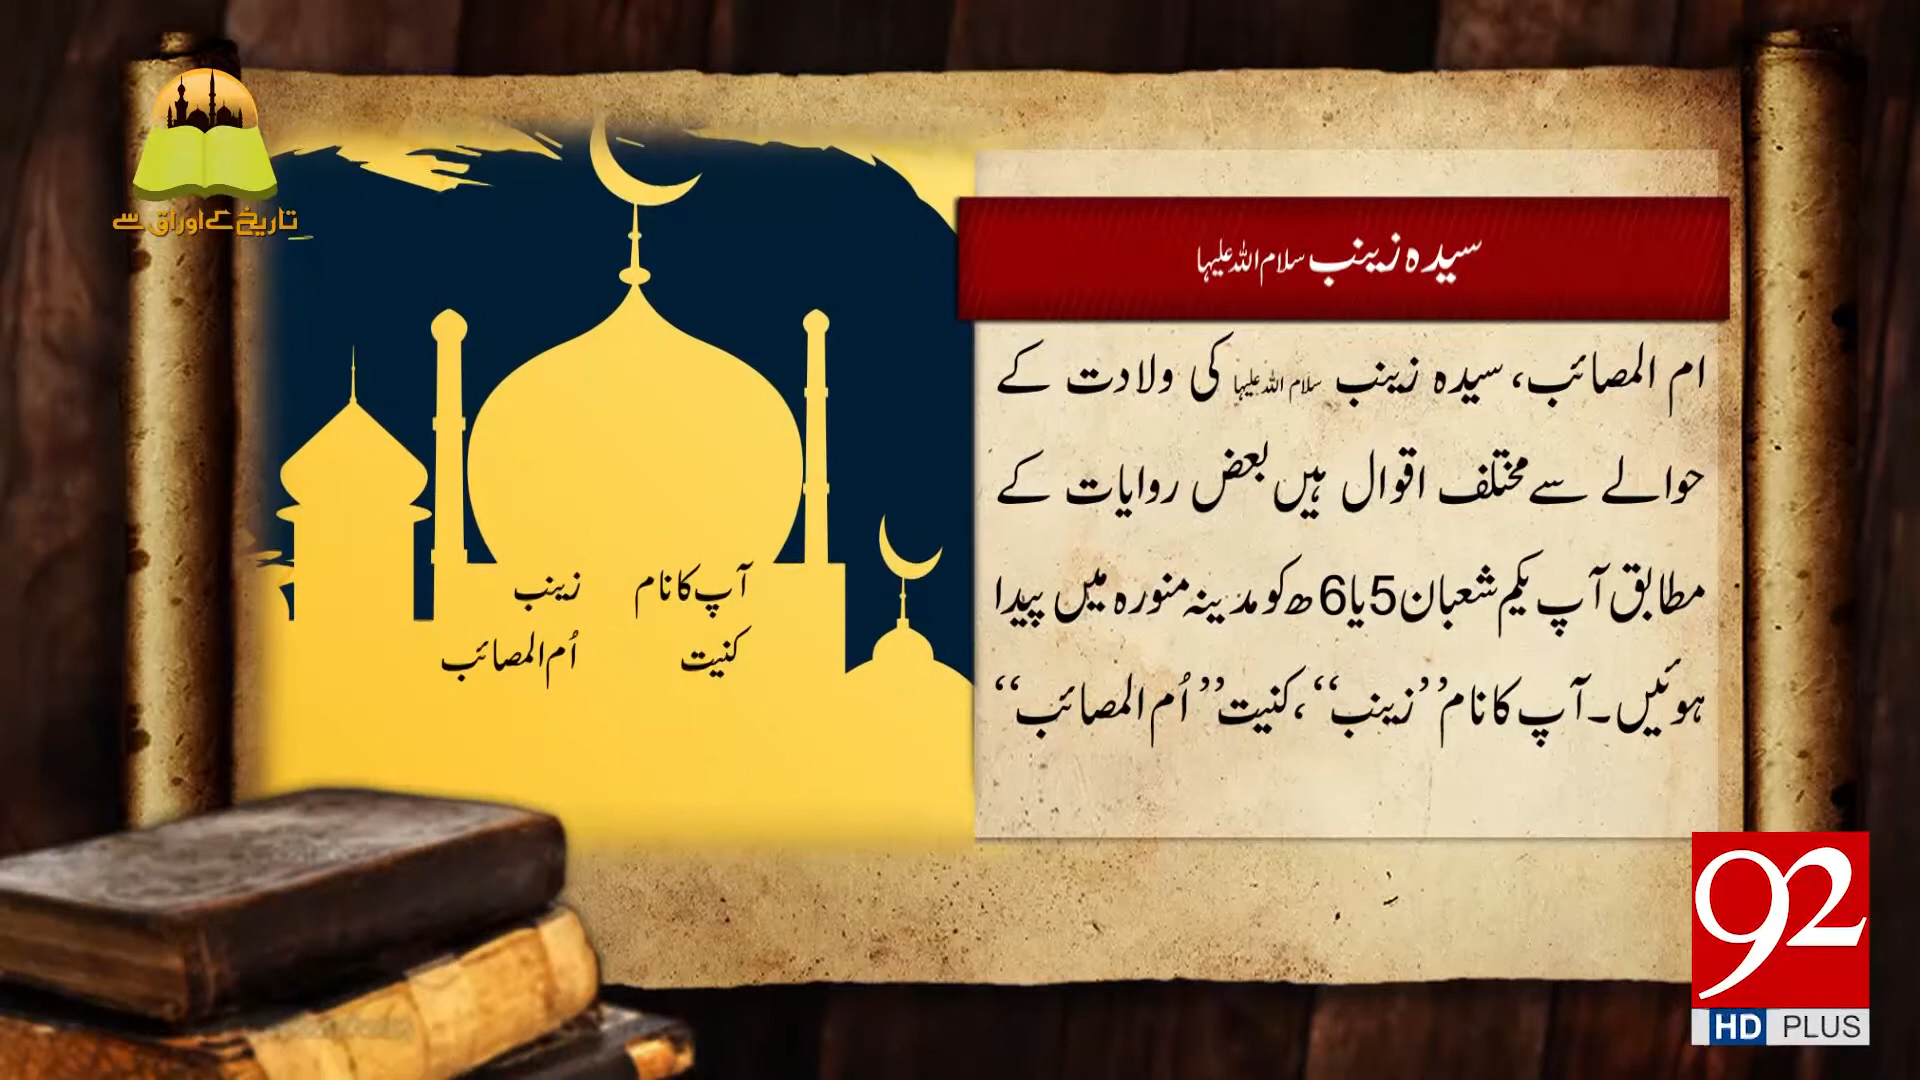 تاریخ کے اوراق سے
سیدہ زینب سلام اللہ علیہا
ام المصائب، سیدہ زینب سلام اللہ علیہا کی ولادت کے
حوالے سے مختلف اقوال ہیں بعض روایات کے
مطابق آپ یکم شعبان 5 یا 6ھ کو مدینہ منورہ میں پیدا
ہوئیں۔ آپ کا نام ’’زینب‘‘، کنیت ’’اُم المصائب‘‘
آپ کا نام زینب
کنیت اُم المصائب
92
HD PLUS